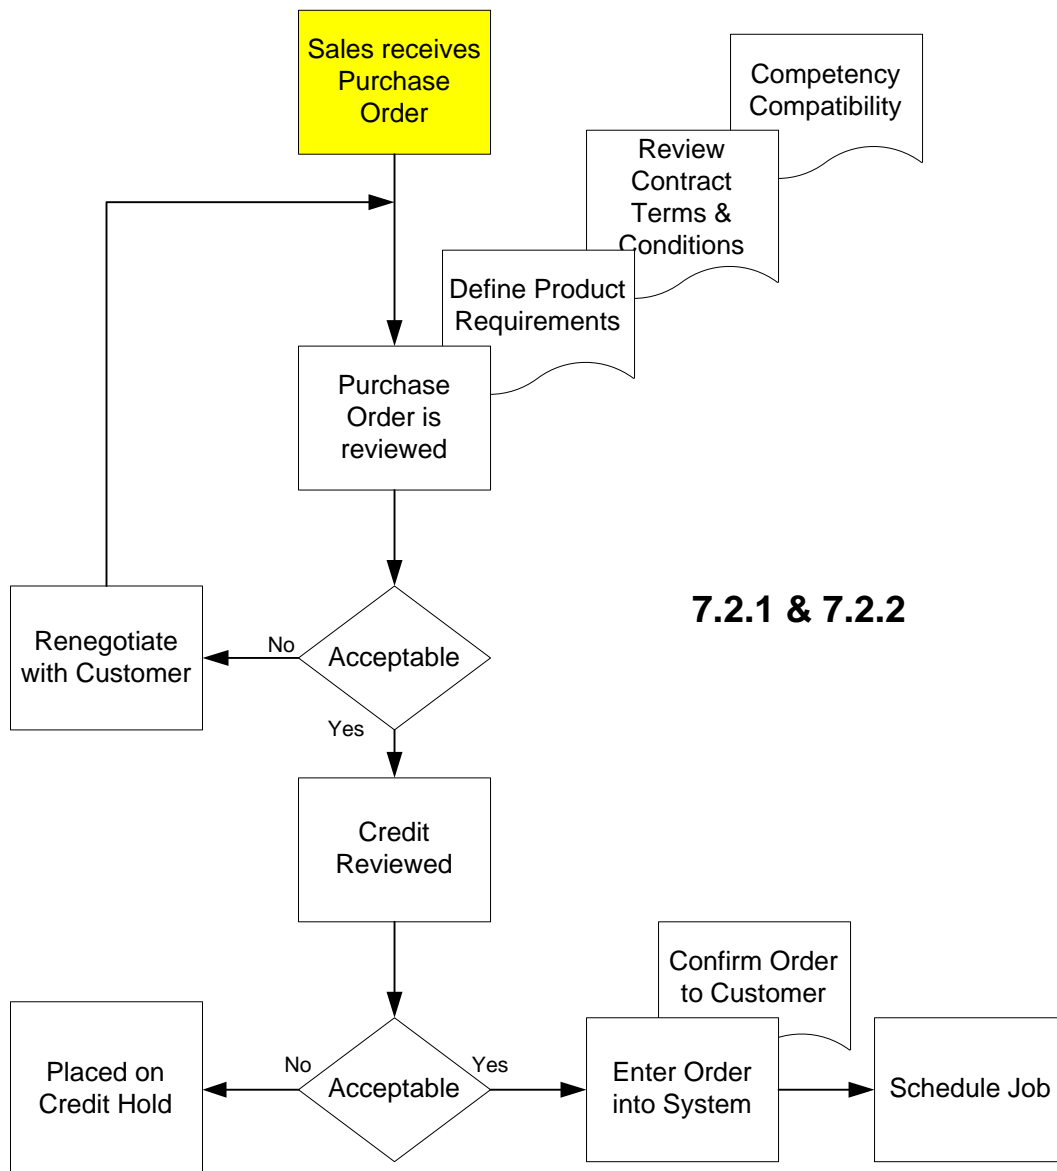 Sales receives
Purchase
Order
Competency
Compatibility
Review
Contract
Terms &
Conditions
Define Product
Requirements
Purchase
Order is
reviewed
7.2.1 & 7.2.2
Renegotiate
with Customer
No
Acceptable
Yes
Credit
Reviewed
Confirm Order
to Customer
Placed on
Credit Hold
No
Acceptable
Yes
Enter Order
into System
Schedule Job